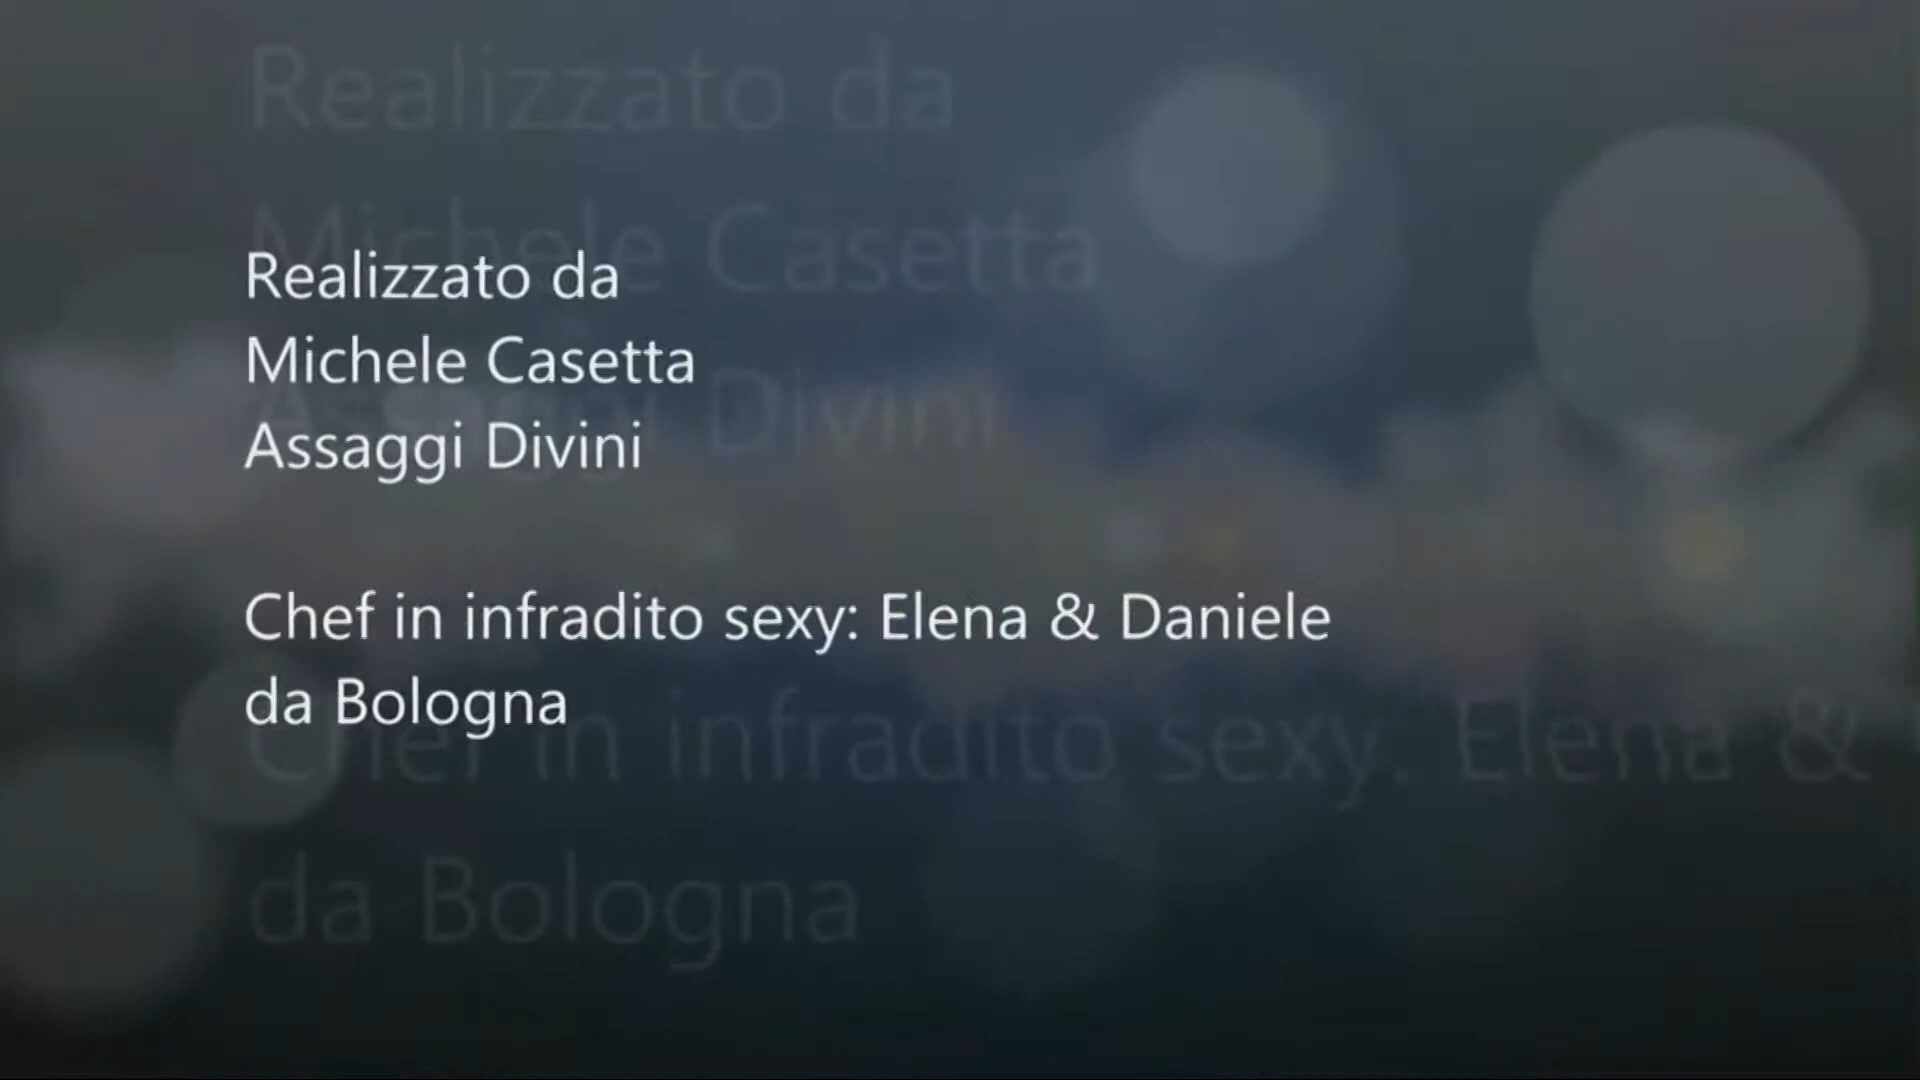 Realizzato da
Michele Casetta
Assaggi Divini
Chef in infradito sexy: Elena & Daniele
da Bologna